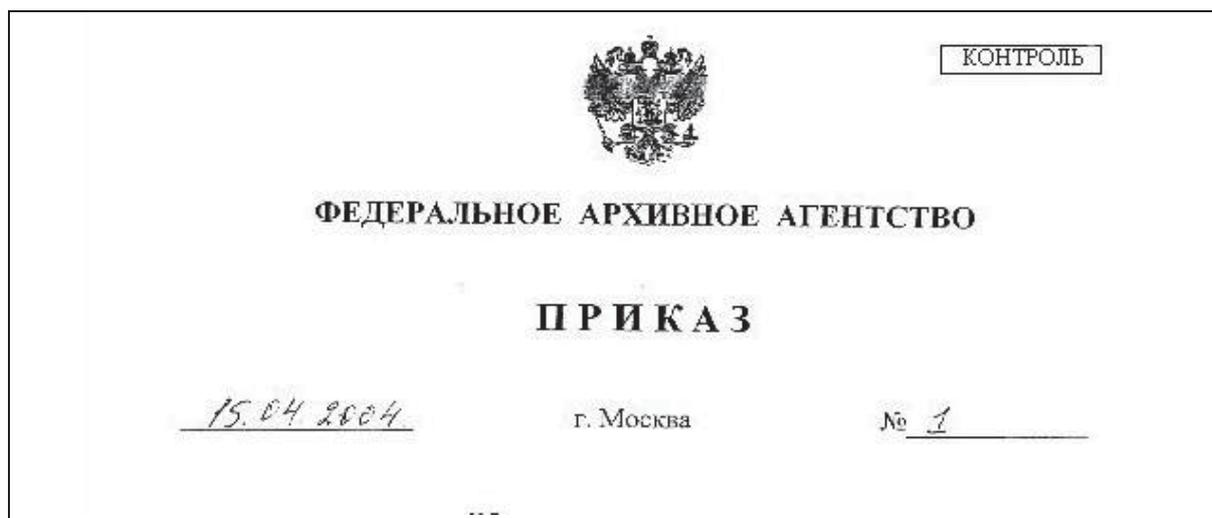 КОНТРОЛЬ
ФЕДЕРАЛЬНОЕ АРХИВНОЕ АГЕНТСТВО
ПРИКАЗ
15.04.2004 г. Москва № 1